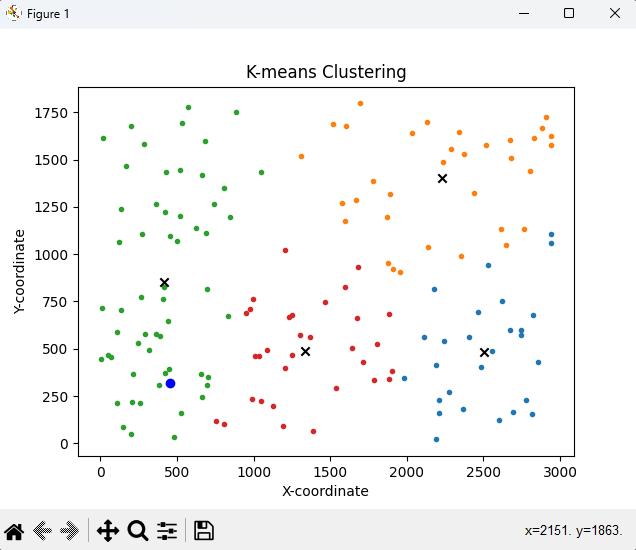 Figure 1
K-means Clustering
1750
1500
1250
1000
750
500
250
0
Y-coordinate
0 500 1000 1500 2000 2500 3000
X-coordinate
x=2151. y=1863.